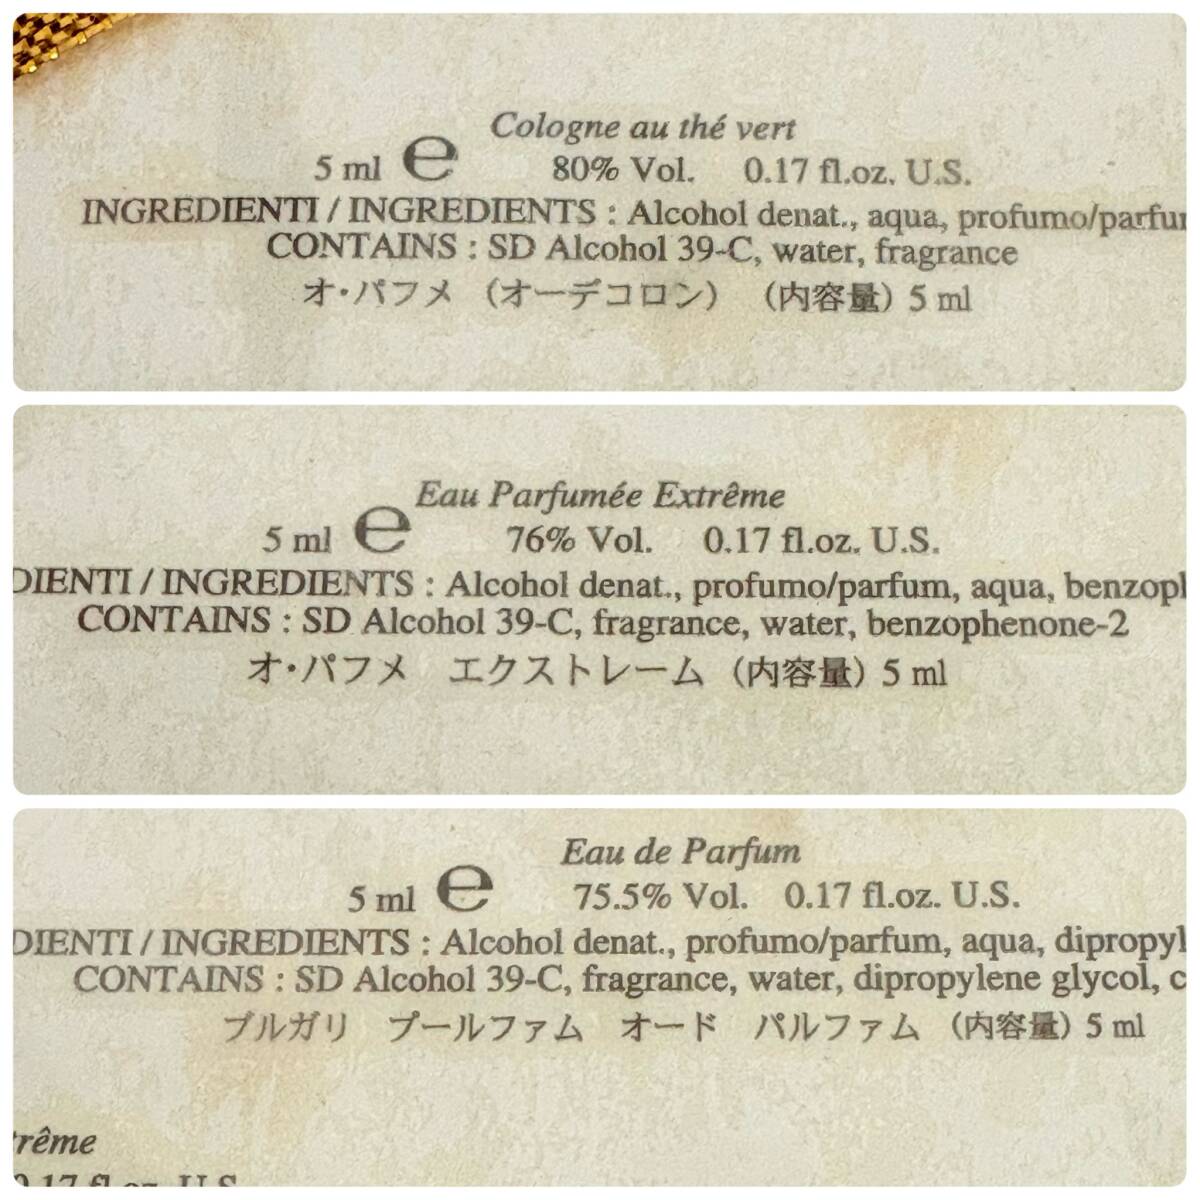 Cologne au thé vert
5 ml ℮ 80% Vol. 0.17 fl.oz. U.S.
INGREDIENTI / INGREDIENTS : Alcohol denat., aqua, profumo/parfu
CONTAINS : SD Alcohol 39-C, water, fragrance
オ・パフメ （オーデコロン） （内容量）5 ml
Eau Parfumée Extrême
5 ml ℮ 76% Vol. 0.17 fl.oz. U.S.
DIENTI / INGREDIENTS : Alcohol denat., profumo/parfum, aqua, benzoph
CONTAINS : SD Alcohol 39-C, fragrance, water, benzophenone-2
オ・パフメ エクストレーム （内容量）5 ml
Eau de Parfum
5 ml ℮ 75.5% Vol. 0.17 fl.oz. U.S.
DIENTI / INGREDIENTS : Alcohol denat., profumo/parfum, aqua, dipropyl
CONTAINS : SD Alcohol 39-C, fragrance, water, dipropylene glycol, c
ブルガリ プールファム オード パルファム （内容量）5 ml
trême
0.17 fl.oz. U.S.